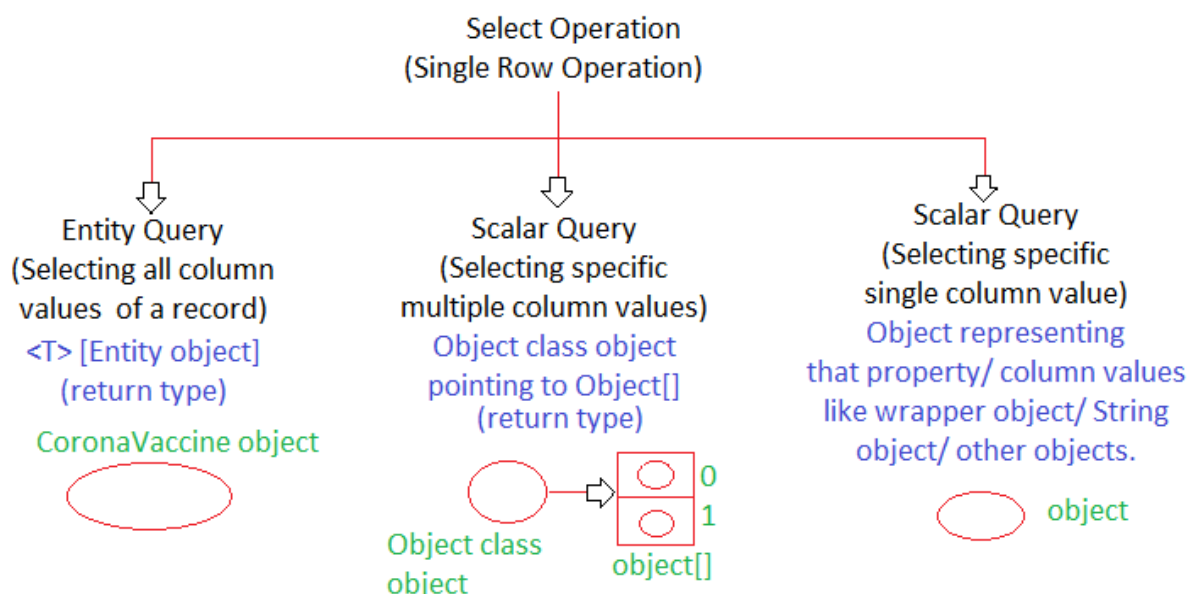 Select Operation
(Single Row Operation)
Entity Query
(Selecting all column
values of a record)
<T> [Entity object]
(return type)
CoronaVaccine object
Scalar Query
(Selecting specific
multiple column values)
Object class object
pointing to Object[]
(return type)
0
1
Object class
object
object[]
Scalar Query
(Selecting specific
single column value)
Object representing
that property/ column values
like wrapper object/ String
object/ other objects.
object